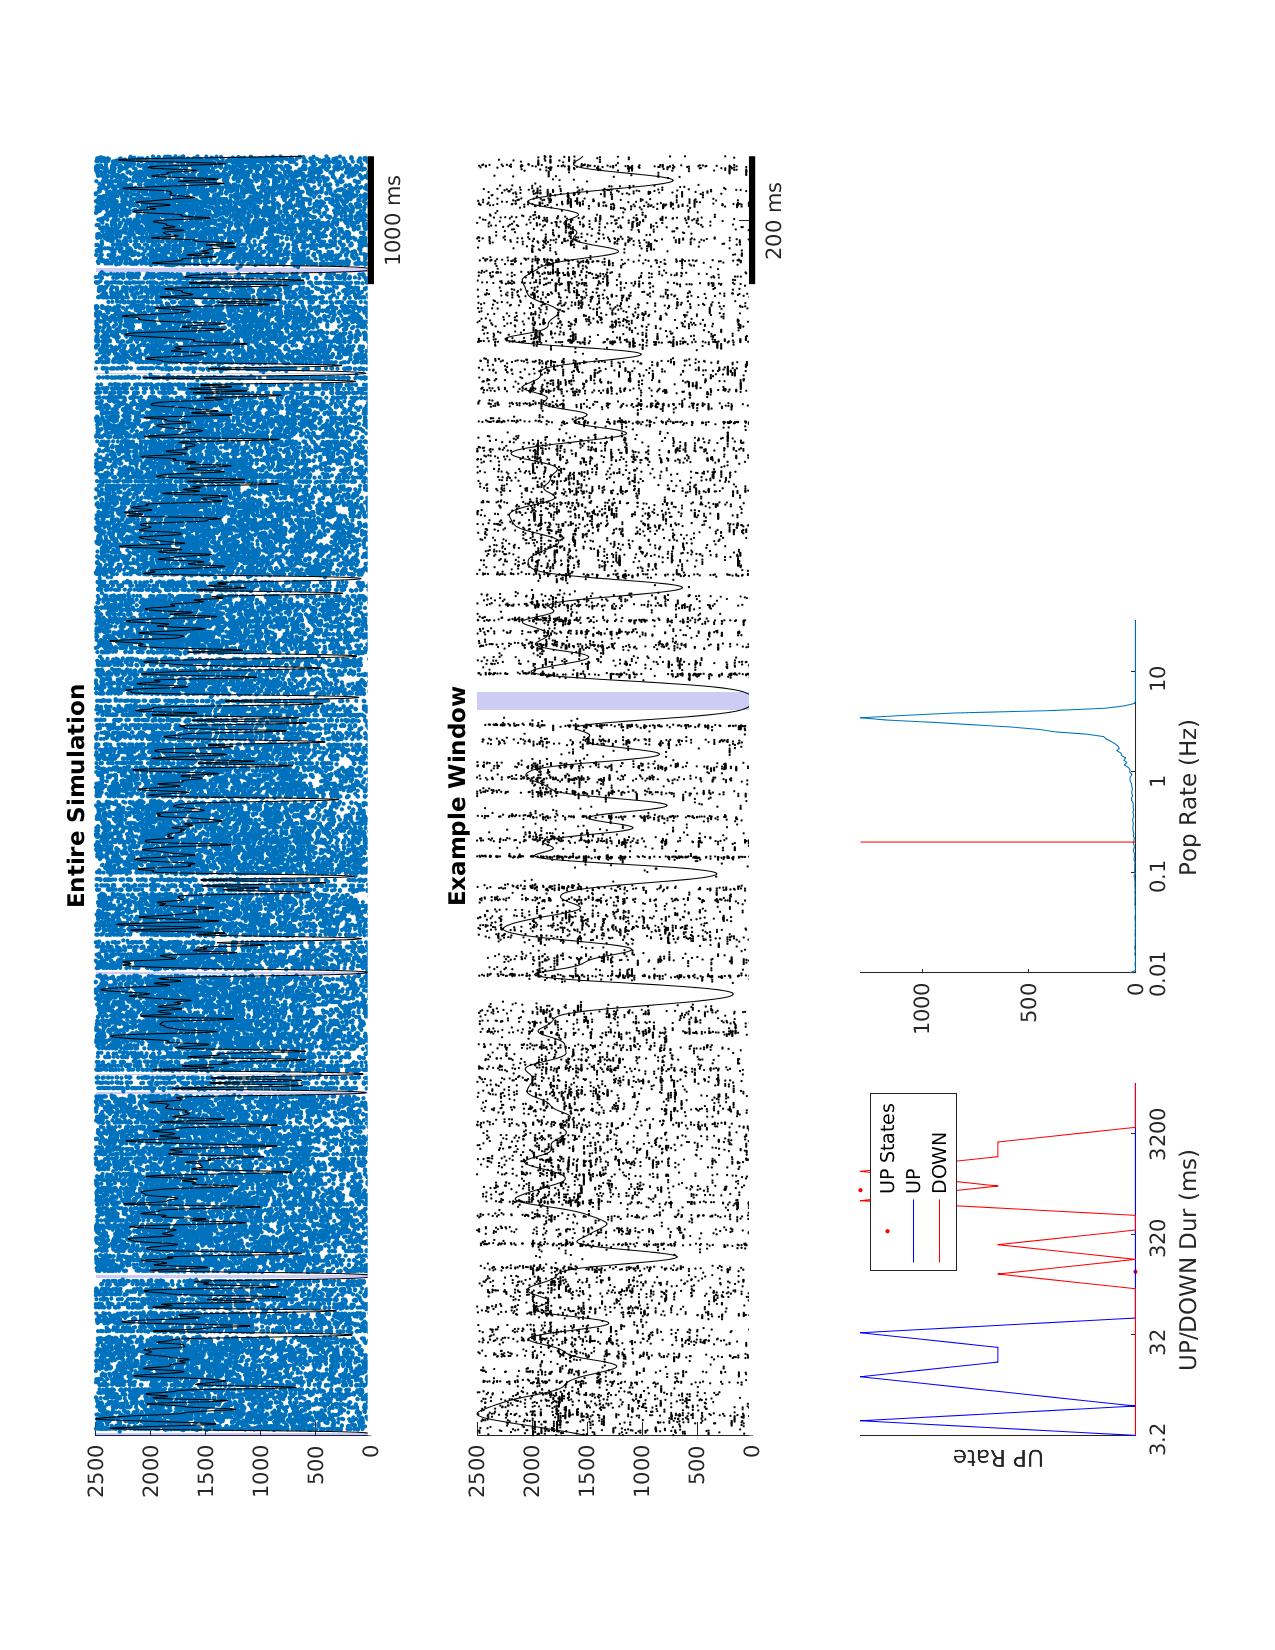 Entire Simulation
2500
2000
1500
1000
500
0
1000 ms
Example Window
2500
2000
1500
1000
500
0
200 ms
UP Rate
UP States
UP
DOWN
3.2
32
320
3200
UP/DOWN Dur (ms)
1000
500
0
0.01
0.1
1
10
Pop Rate (Hz)